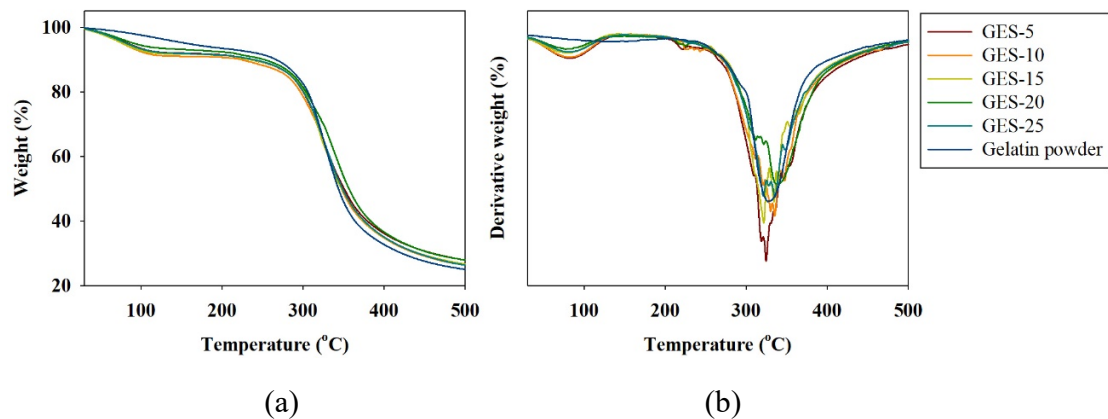 100
80
60
40
20
Weight (%)
100
200
300
400
500
Temperature (°C)
(a)
Derivative weight (%)
100
200
300
400
500
Temperature (°C)
(b)
GES-5
GES-10
GES-15
GES-20
GES-25
Gelatin powder